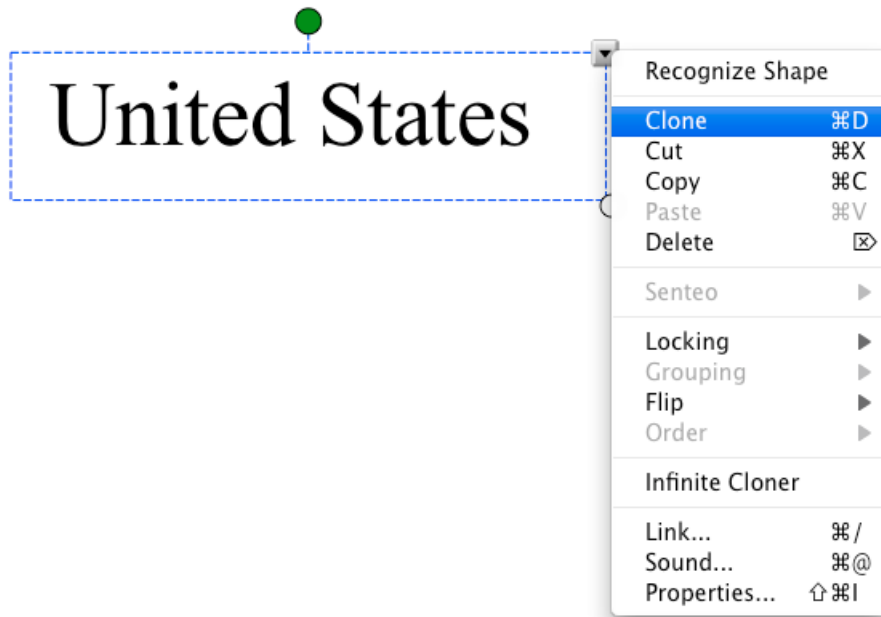 United States
Recognize Shape
Clone ⌘D
Cut ⌘X
Copy ⌘C
Paste ⌘V
Delete ⌦
Senteo
Locking
Grouping
Flip
Order
Infinite Cloner
Link... ⌘/
Sound... ⌘@
Properties... ⇧⌘I